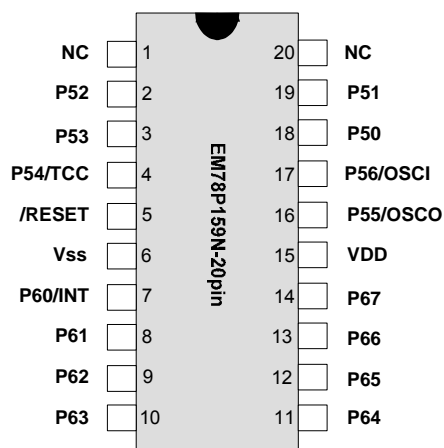 NC 1 20 NC
P52 2 19 P51
P53 3 18 P50
P54/TCC 4 17 P56/OSCI
/RESET 5 16 P55/OSCO
Vss 6 15 VDD
P60/INT 7 14 P67
P61 8 13 P66
P62 9 12 P65
P63 10 11 P64
EM78P159N-20pin